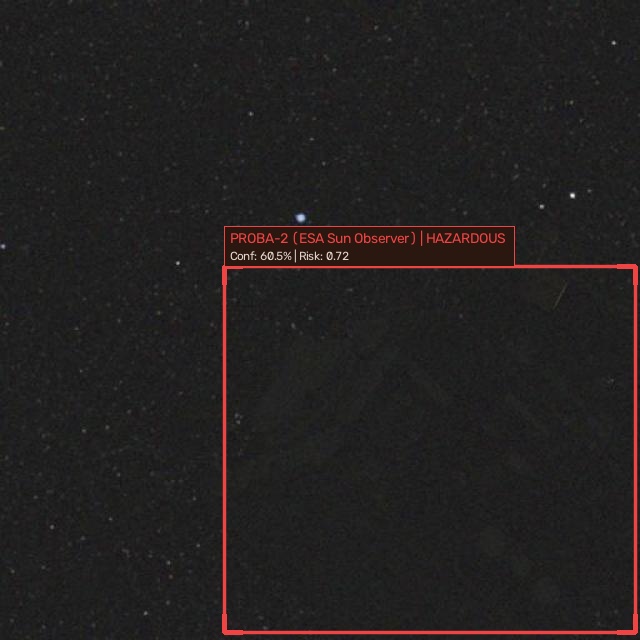 PROBA-2 (ESA Sun Observer) | HAZARDOUS
Conf: 60.5% | Risk: 0.72